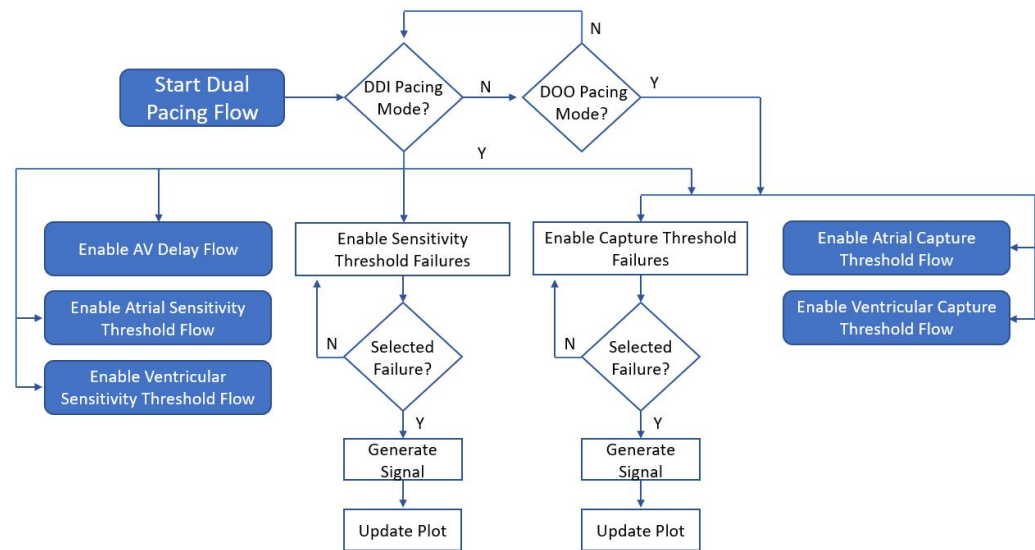 N
Start Dual
Pacing Flow
DDI Pacing
Mode?
N
DOO Pacing
Mode?
Y
Y
Enable AV Delay Flow
Enable Sensitivity
Threshold Failures
Enable Capture Threshold
Failures
Enable Atrial Capture
Threshold Flow
Enable Atrial Sensitivity
Threshold Flow
Enable Ventricular Capture
Threshold Flow
N
Selected
Failure?
N
Selected
Failure?
Enable Ventricular
Sensitivity Threshold Flow
Y
Y
Generate
Signal
Generate
Signal
Update Plot
Update Plot